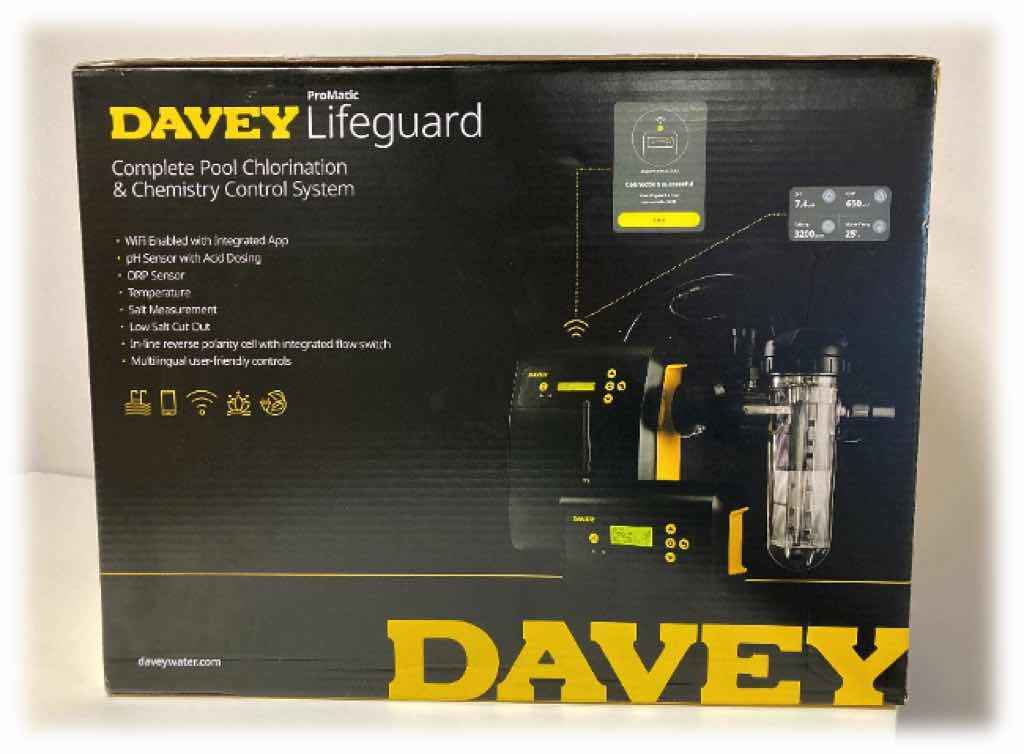 ProMatic
DAVEY Lifeguard
Complete Pool Chlorination
& Chemistry Control System
• WiFi Enabled with Integrated App
• pH Sensor with Acid Dosing
• ORP Sensor
• Temperature
• Salt Measurement
• Low Salt Cut Out
• In-line reverse polarity cell with integrated flow switch
• Multilingual user-friendly controls
Connection successful
7.4
650
3200
25°
DAVEY
DAVEY
daveywater.com
DAVEY